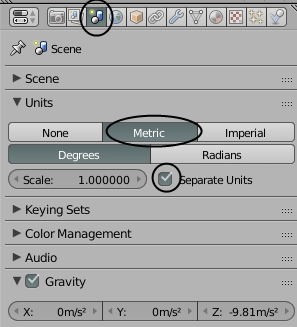 Scene
Scene
Units
None Metric Imperial
Degrees Radians
Scale: 1.000000 Separate Units
Keying Sets
Color Management
Audio
Gravity
X: 0m/s² Y: 0m/s² Z: -9.81m/s²